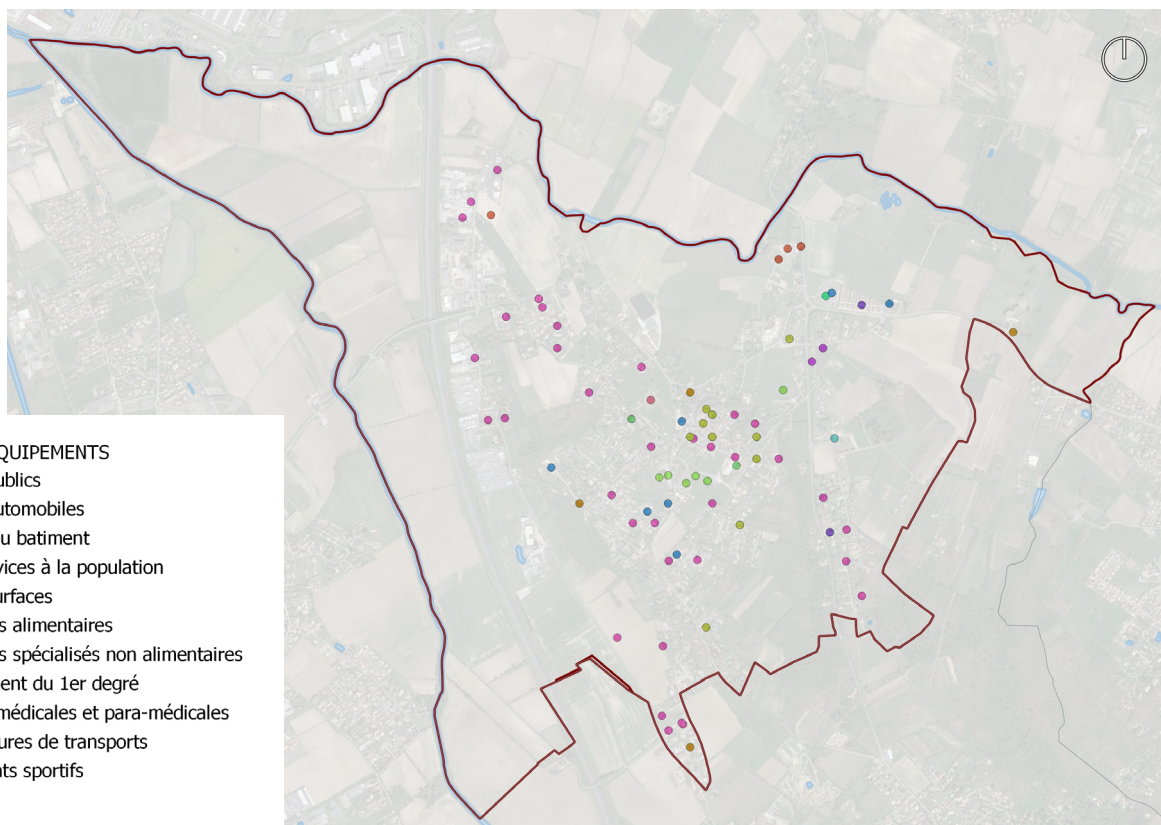 QUIPEMENTS
ublics
utomobiles
u batiment
vices à la population
urfaces
s alimentaires
s spécialisés non alimentaires
ent du 1er degré
médicales et para-médicales
ures de transports
ts sportifs